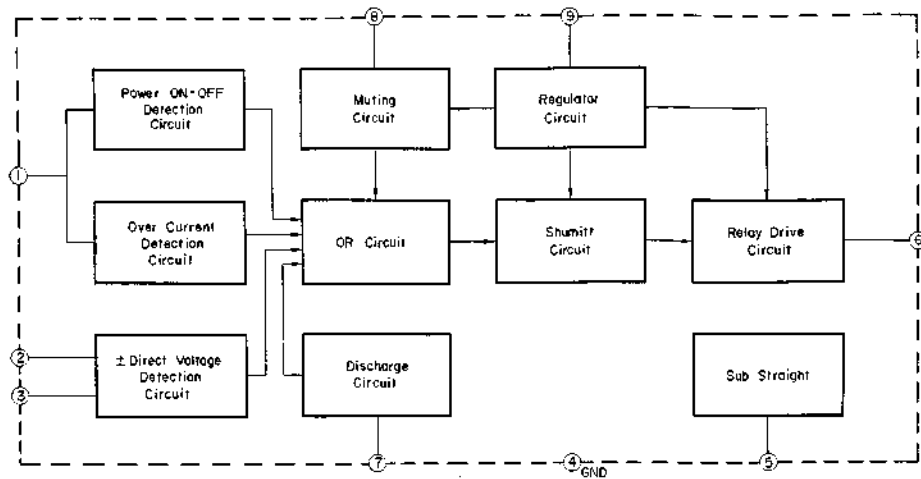 ⑧
⑨
Power ON-OFF
Detection
Circuit
Muting
Circuit
Regulator
Circuit
①
Over Current
Detection
Circuit
OR Circuit
Shumitt
Circuit
Relay Drive
Circuit
⑥
②
③
± Direct Voltage
Detection
Circuit
Discharge
Circuit
Sub Straight
⑦
④
GND
⑤